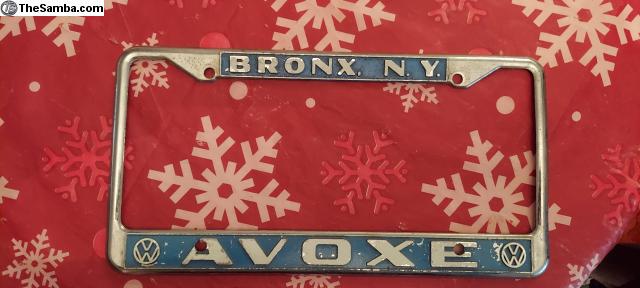 TheSamba.com
BRONX, N.Y.
AVOXE